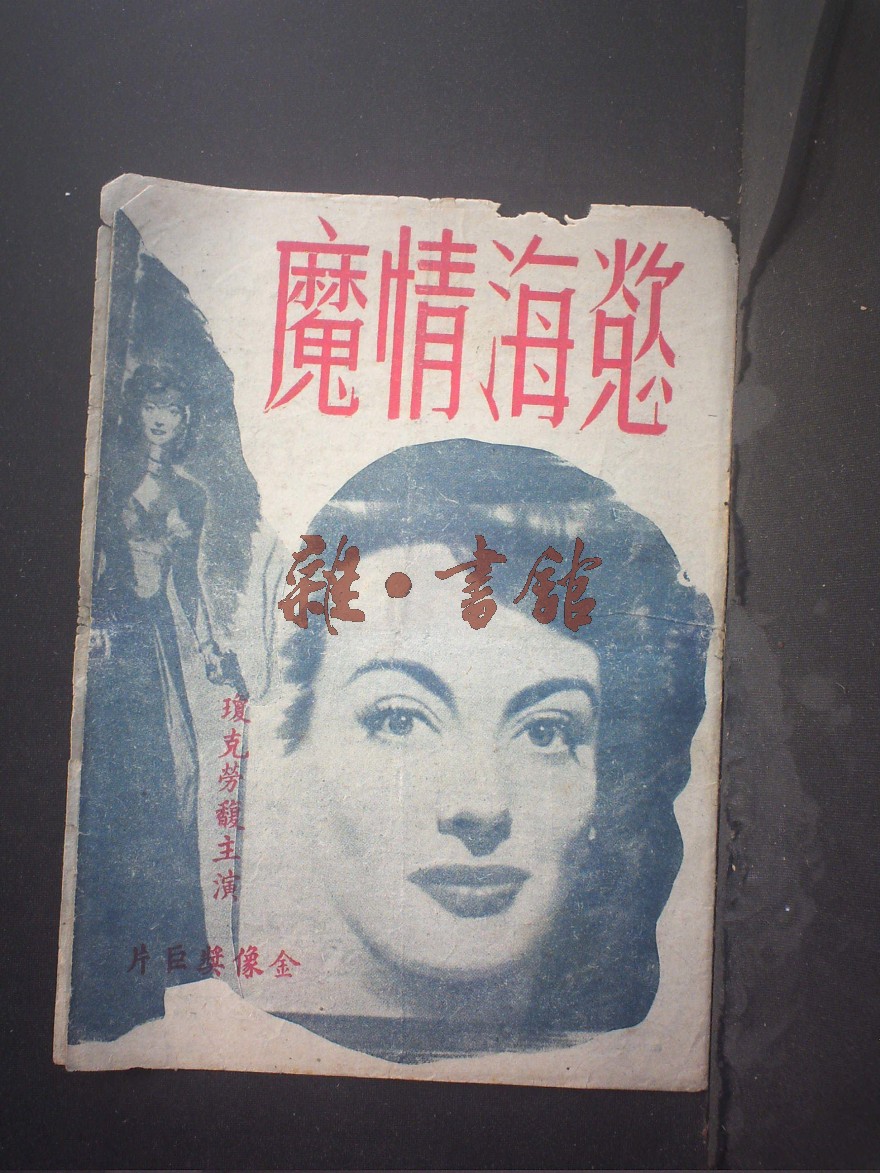 慾海情魔
雜·書館
瓊克勞馥主演
金像獎巨片